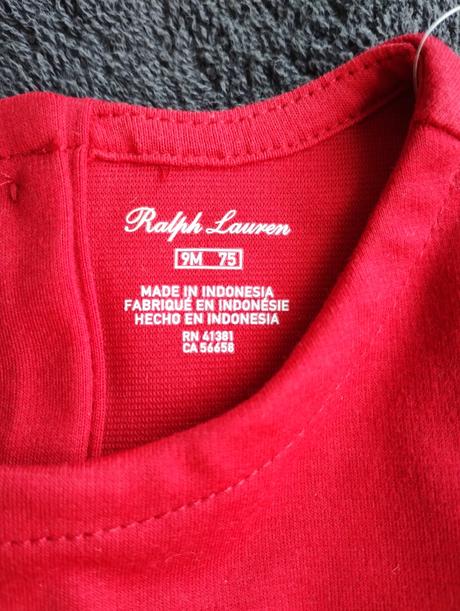 Ralph Lauren
9M 75
MADE IN INDONESIA
FABRIQUÉ EN INDONÉSIE
HECHO EN INDONESIA
RN 41381
CA 56658